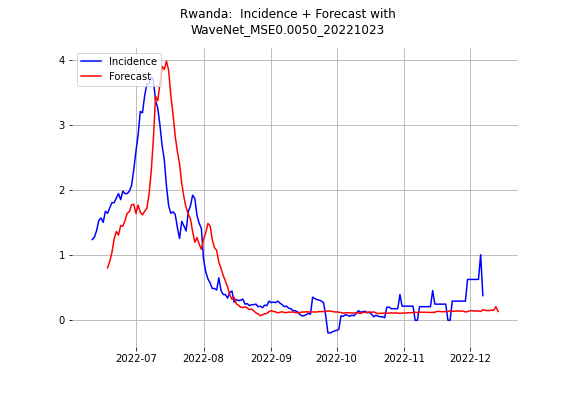 Rwanda:  Incidence + Forecast with
WaveNet_MSE0.0050_20221023
Incidence
Forecast
4
3
2
1
0
2022-07 2022-08 2022-09 2022-10 2022-11 2022-12